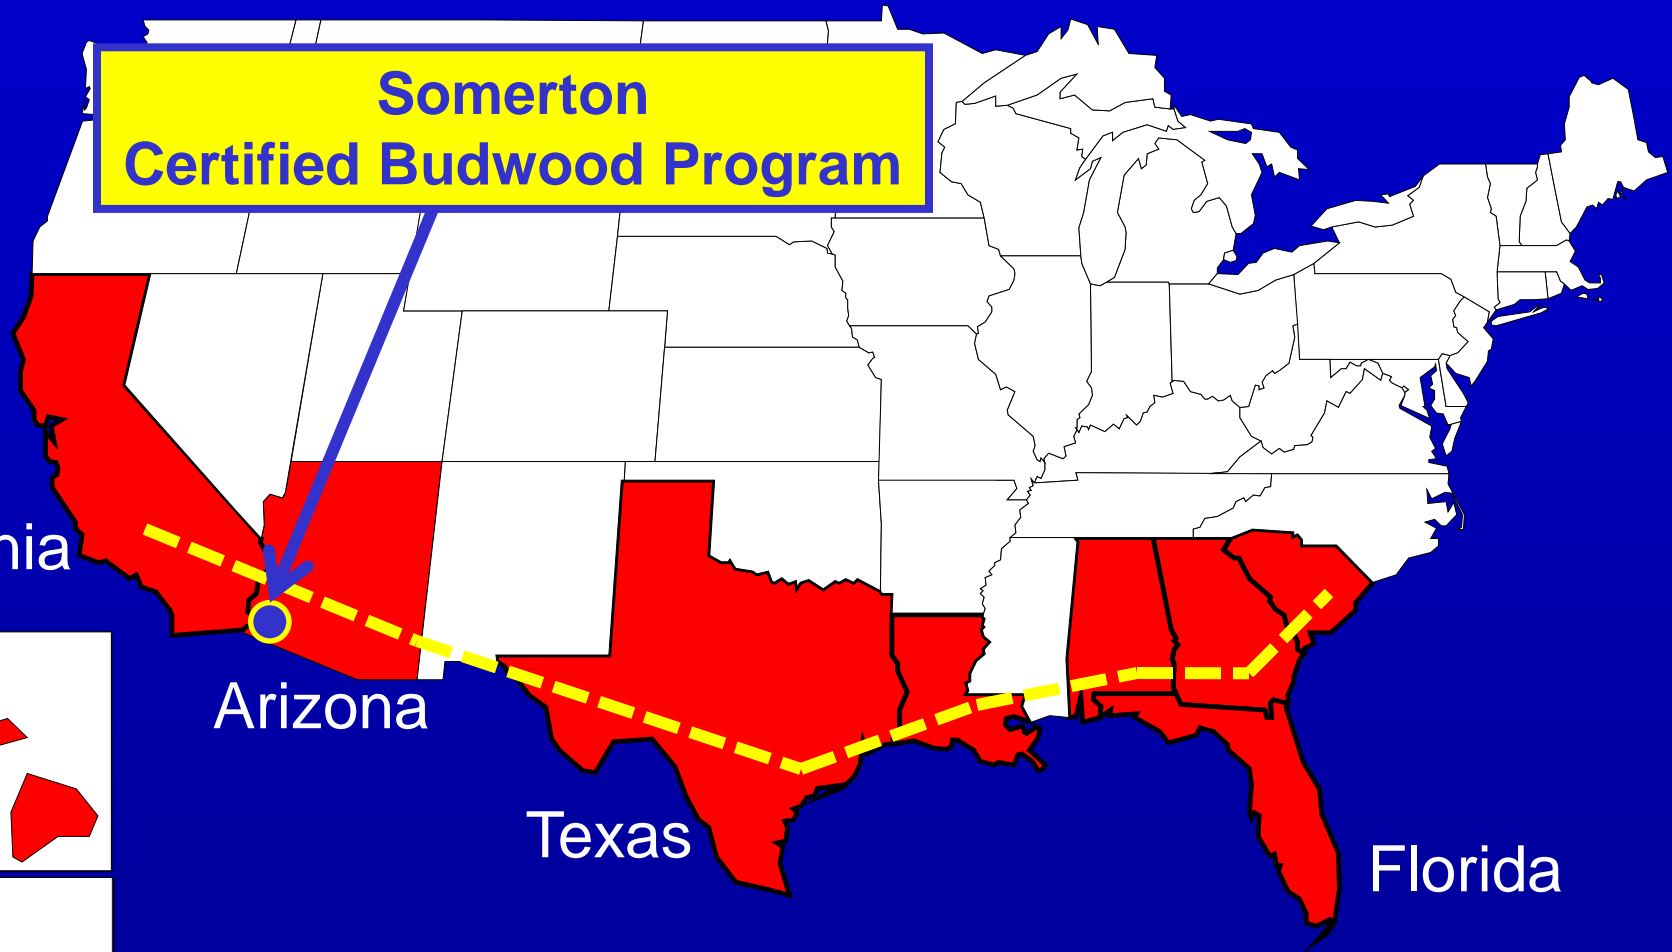 Somerton
Certified Budwood Program
nia
Arizona
Texas
Florida